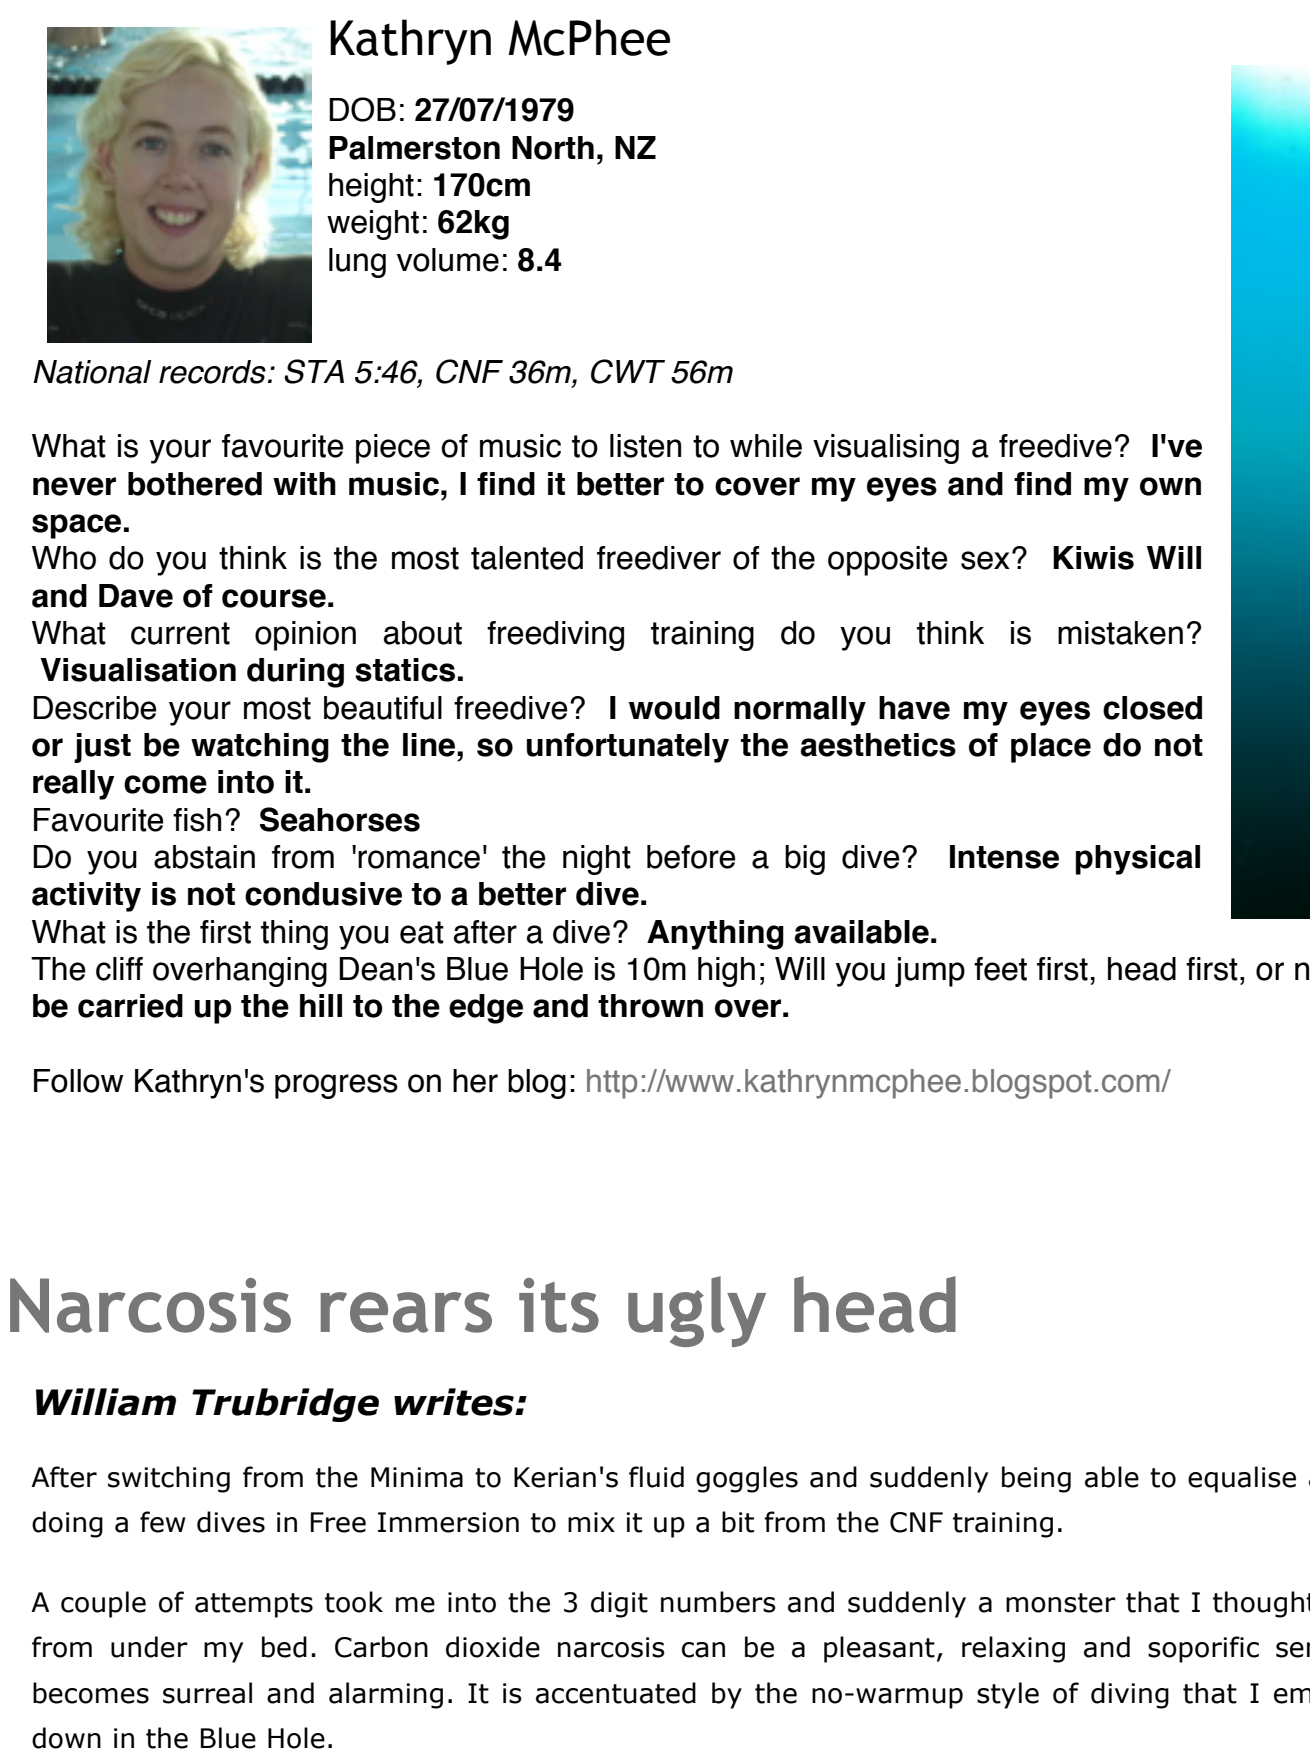 Kathryn McPhee
DOB: 27/07/1979
Palmerston North, NZ
height: 170cm
weight: 62kg
lung volume: 8.4
National records: STA 5:46, CNF 36m, CWT 56m
What is your favourite piece of music to listen to while visualising a freedive? I've
never bothered with music, I find it better to cover my eyes and find my own
space.
Who do you think is the most talented freediver of the opposite sex? Kiwis Will
and Dave of course.
What current opinion about freediving training do you think is mistaken?
Visualisation during statics.
Describe your most beautiful freedive? I would normally have my eyes closed
or just be watching the line, so unfortunately the aesthetics of place do not
really come into it.
Favourite fish? Seahorses
Do you abstain from 'romance' the night before a big dive? Intense physical
activity is not condusive to a better dive.
What is the first thing you eat after a dive? Anything available.
The cliff overhanging Dean's Blue Hole is 10m high; Will you jump feet first, head first, or
be carried up the hill to the edge and thrown over.
Follow Kathryn's progress on her blog: http://www.kathrynmcphee.blogspot.com/
Narcosis rears its ugly head
William Trubridge writes:
After switching from the Minima to Kerian's fluid goggles and suddenly being able to equalise
doing a few dives in Free Immersion to mix it up a bit from the CNF training.
A couple of attempts took me into the 3 digit numbers and suddenly a monster that I thought
from under my bed. Carbon dioxide narcosis can be a pleasant, relaxing and soporific
becomes surreal and alarming. It is accentuated by the no-warmup style of diving that I
down in the Blue Hole.